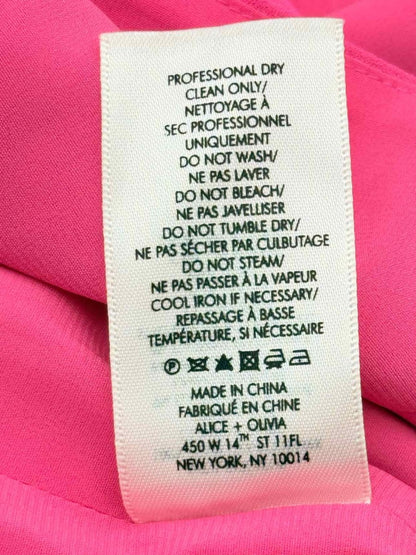 PROFESSIONAL DRY
CLEAN ONLY/
NETTOYAGE À
SEC PROFESSIONNEL
UNIQUEMENT
DO NOT WASH/
NE PAS LAVER
DO NOT BLEACH/
NE PAS JAVELLISER
DO NOT TUMBLE DRY/
NE PAS SÉCHER PAR CULBUTAGE
DO NOT STEAM/
NE PAS PASSER À LA VAPEUR
COOL IRON IF NECESSARY/
REPASSAGE À BASSE
TEMPÉRATURE, SI NÉCESSAIRE
P
MADE IN CHINA
FABRIQUÉ EN CHINE
ALICE + OLIVIA
450 W 14TH ST 11FL
NEW YORK, NY 10014